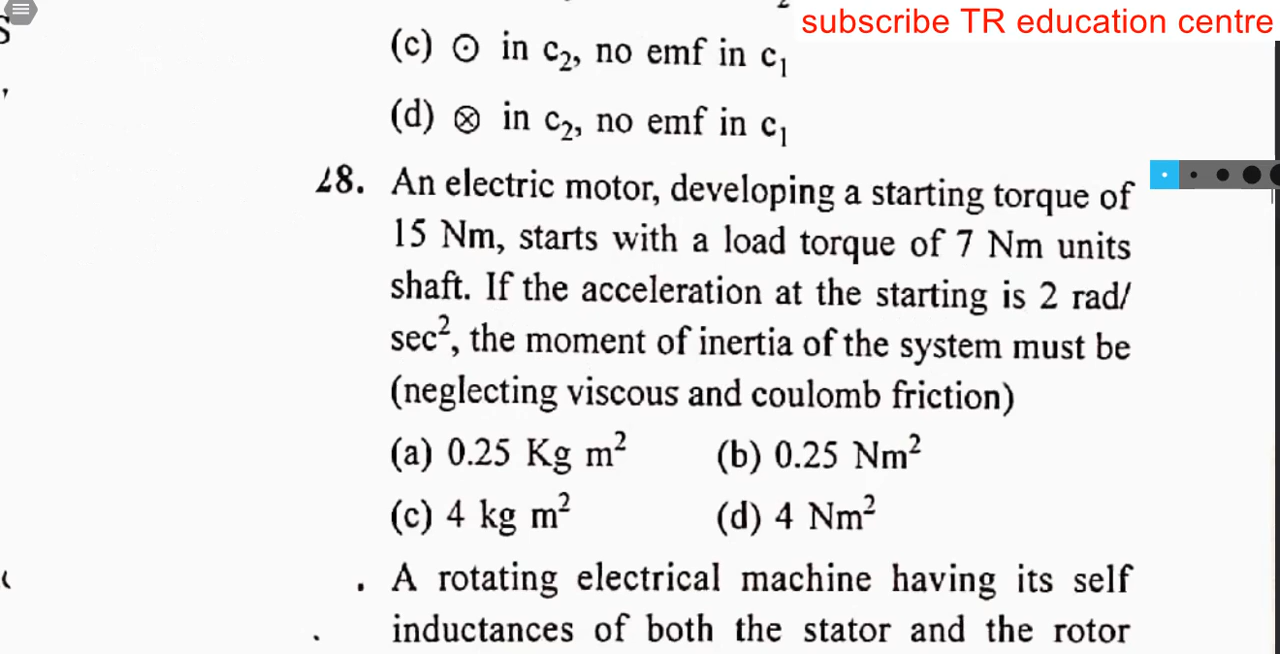 subscribe TR education centre
(c) ⊙ in c₂, no emf in c₁
(d) ⊗ in c₂, no emf in c₁
28. An electric motor, developing a starting torque of
15 Nm, starts with a load torque of 7 Nm units
shaft. If the acceleration at the starting is 2 rad/
sec², the moment of inertia of the system must be
(neglecting viscous and coulomb friction)
(a) 0.25 Kg m² (b) 0.25 Nm²
(c) 4 kg m² (d) 4 Nm²
. A rotating electrical machine having its self
inductances of both the stator and the rotor